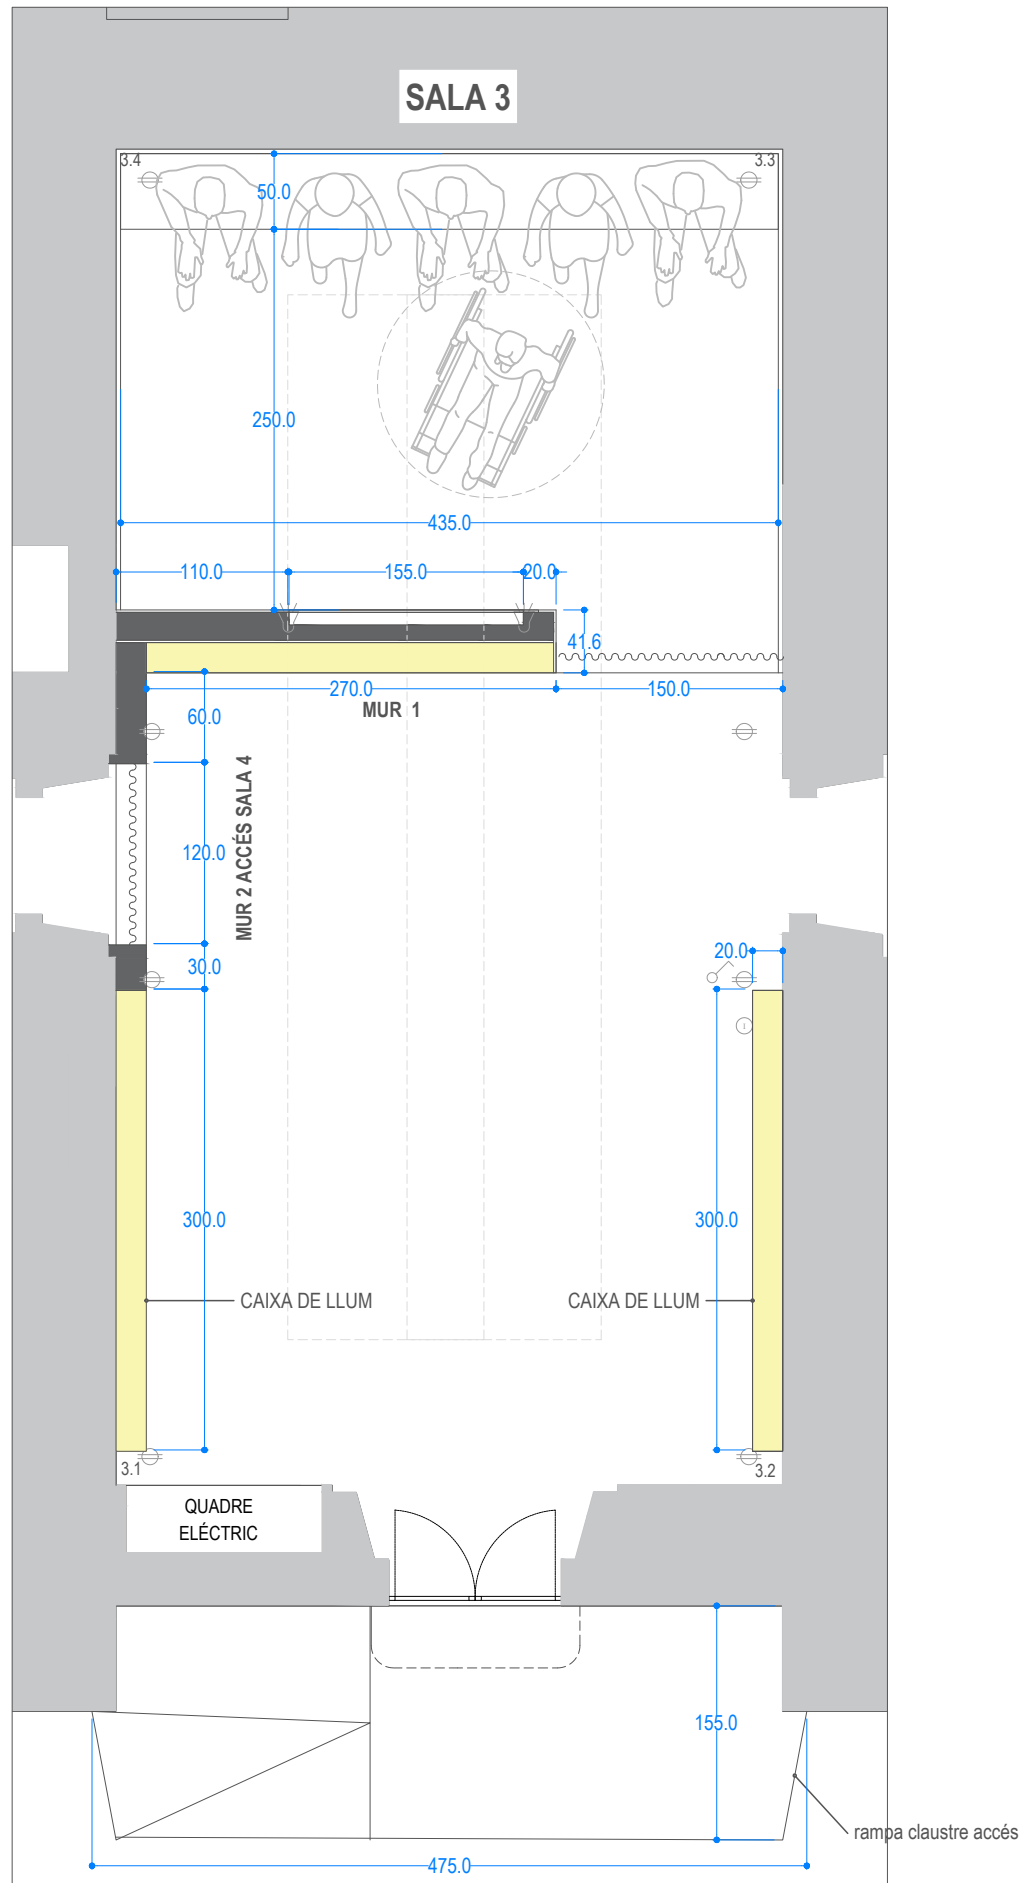 SALA 3
3.4
3.3
50.0
250.0
435.0
110.0
155.0
20.0
41.6
270.0
150.0
MUR 1
60.0
MUR 2 ACCÉS SALA 4
120.0
30.0
20.0
300.0
300.0
CAIXA DE LLUM
CAIXA DE LLUM
3.1
3.2
QUADRE
ELÉCTRIC
155.0
rampa claustre accés
475.0